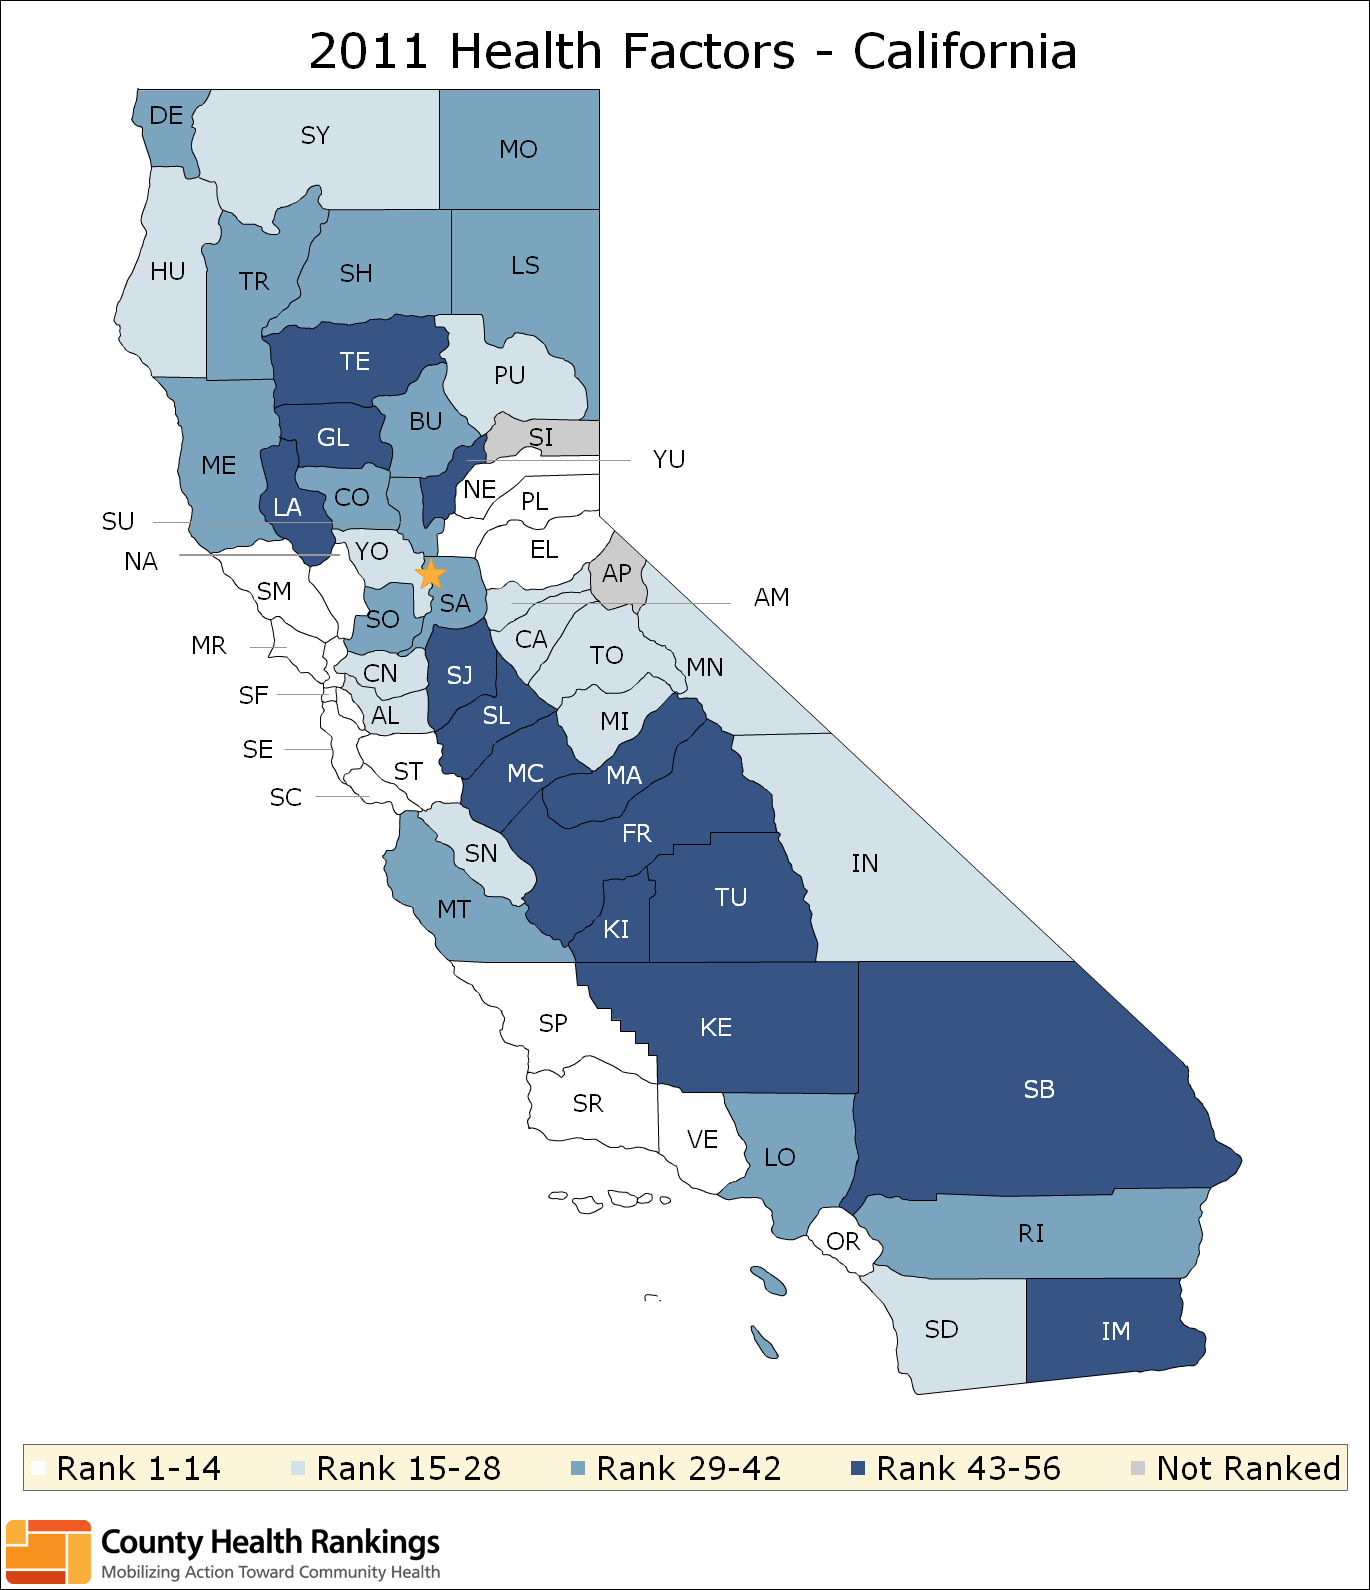 2011 Health Factors - California
DE
SY
MO
HU
TR
SH
LS
TE
PU
BU
GL
SI
ME
YU
NE
CO
PL
LA
SU
YO
EL
NA
AP
SM
SA
AM
SO
CA
MR
TO
MN
CN
SJ
SF
AL
SL
MI
SE
ST
MC
MA
SC
FR
SN
IN
TU
MT
KI
SP
KE
SB
SR
VE
LO
RI
OR
SD
IM
Rank 1-14 Rank 15-28 Rank 29-42 Rank 43-56 Not Ranked
County Health Rankings
Mobilizing Action Toward Community Health